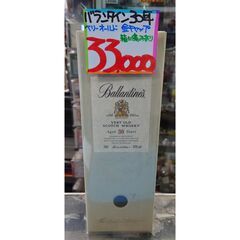 バランタイン30年
ベリーオールド 金キャップ
33,000
Ballantine's
VERY OLD
SCOTCH WHISKY
Aged 30 Years